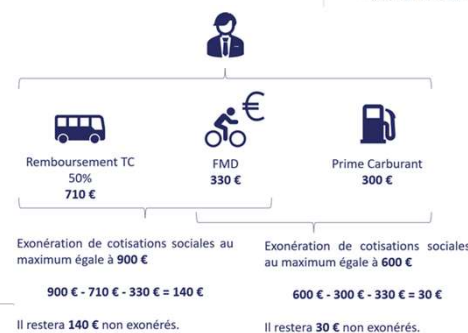 €
Remboursement TC
50%
710 €
FMD
330 €
Prime Carburant
300 €
Exonération de cotisations sociales au
maximum égale à 900 €
900 € - 710 € - 330 € = 140 €
Il restera 140 € non exonérés.
Exonération de cotisations sociales
au maximum égale à 600 €
600 € - 300 € - 330 € = 30 €
Il restera 30 € non exonérés.